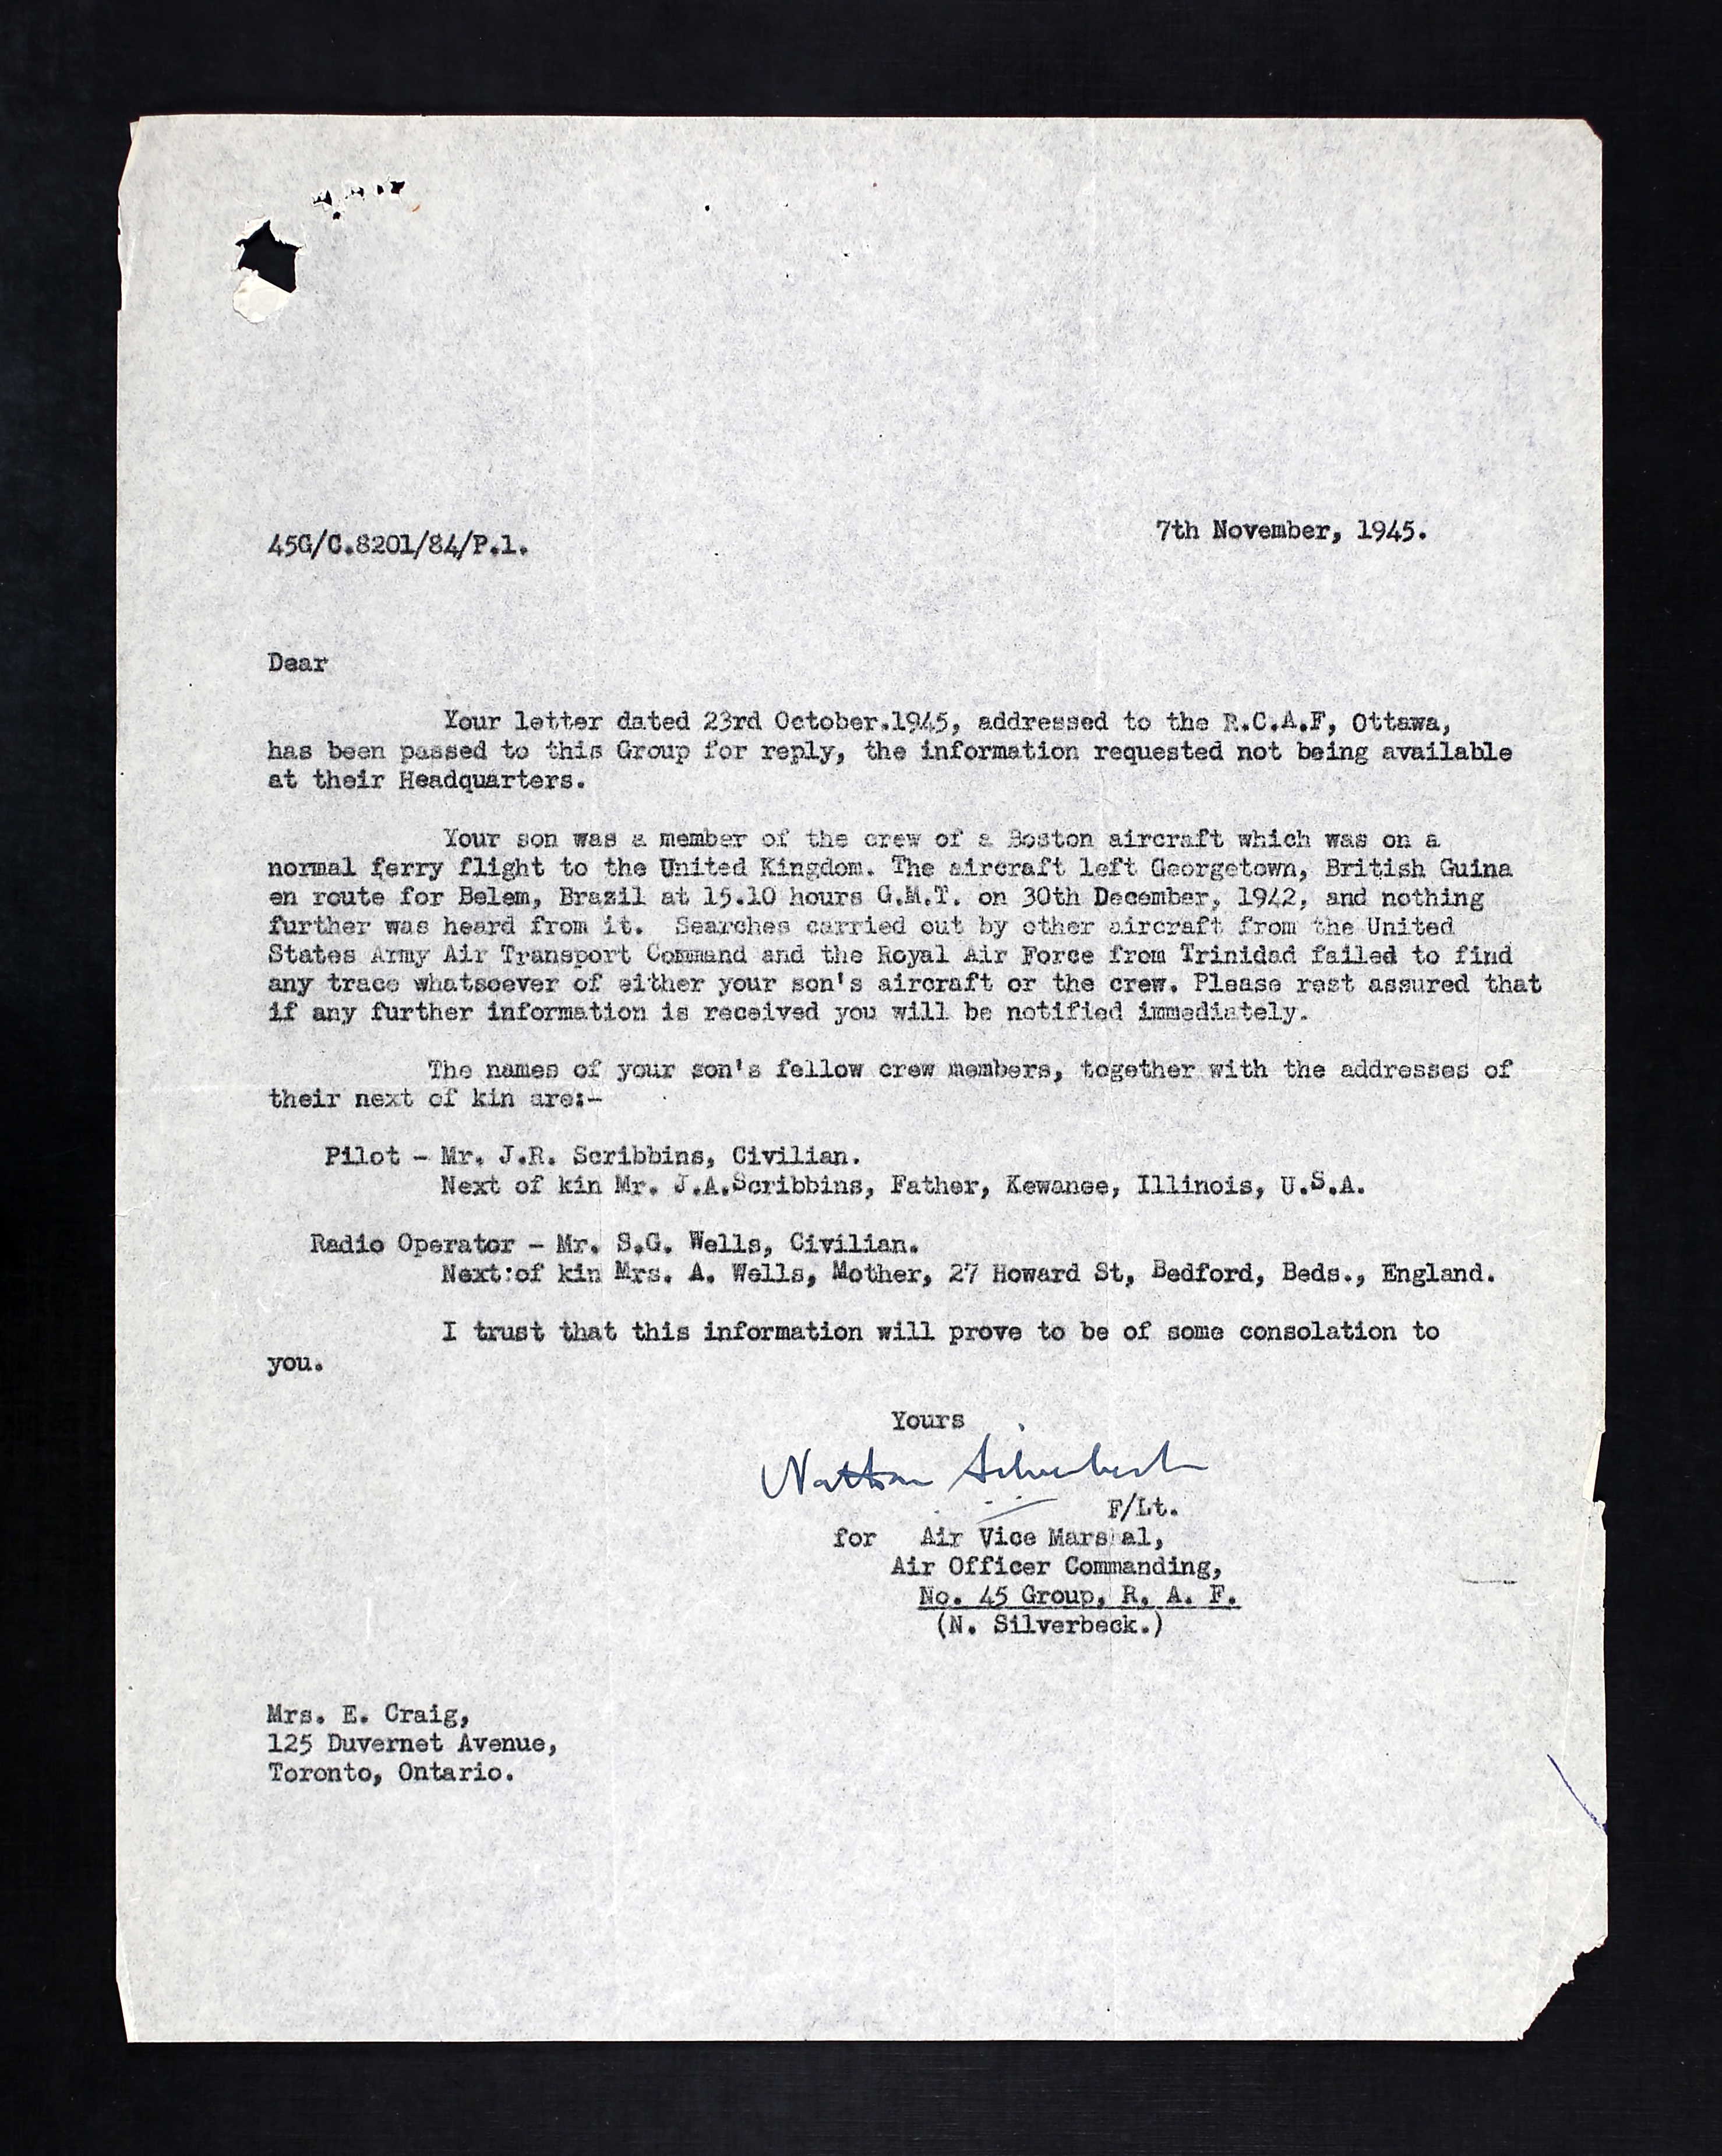 45G/C.8201/84/P.1.
7th November, 1945.
Dear
Your letter dated 23rd October.1945, addressed to the R.C.A.F, Ottawa,
has been passed to this Group for reply, the information requested not being available
at their Headquarters.
Your son was a member of the crew of a Boston aircraft which was on a
normal ferry flight to the United Kingdom. The aircraft left Georgetown, British Guina
en route for Belem, Brazil at 15.10 hours G.M.T. on 30th December, 1942, and nothing
further was heard from it. Searches carried out by other aircraft from the United
States Army Air Transport Command and the Royal Air Force from Trinidad failed to find
any trace whatsoever of either your son's aircraft or the crew. Please rest assured that
if any further information is received you will be notified immediately.
The names of your son's fellow crew members, together with the addresses of
their next of kin are:-
Pilot - Mr. J.R. Scribbins, Civilian.
Next of kin Mr. J.A.Scribbins, Father, Kewanee, Illinois, U.S.A.
Radio Operator - Mr. S.G. Wells, Civilian.
Next:of kin Mrs. A. Wells, Mother, 27 Howard St, Bedford, Beds., England.
I trust that this information will prove to be of some consolation to
you.
Yours
Nathan Silverbeck
F/Lt.
for Air Vice Marshal,
Air Officer Commanding,
No. 45 Group, R. A. F.
(N. Silverbeck.)
Mrs. E. Craig,
125 Duvernet Avenue,
Toronto, Ontario.